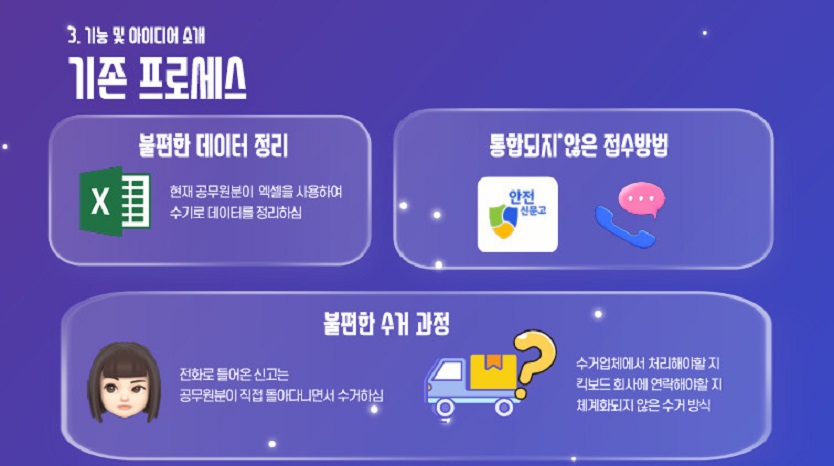 3. 기능 및 아이디어 소개
기존 프로세스
불편한 데이터 정리
X
현재 공무원분이 엑셀을 사용하여
수기로 데이터를 정리하심
통합되지 않은 접수방법
안전
신문고
불편한 수거 과정
전화로 들어온 신고는
공무원분이 직접 돌아다니면서 수거하심
?
수거업체에서 처리해야할 지
킥보드 회사에 연락해야할 지
체계화되지 않은 수거 방식